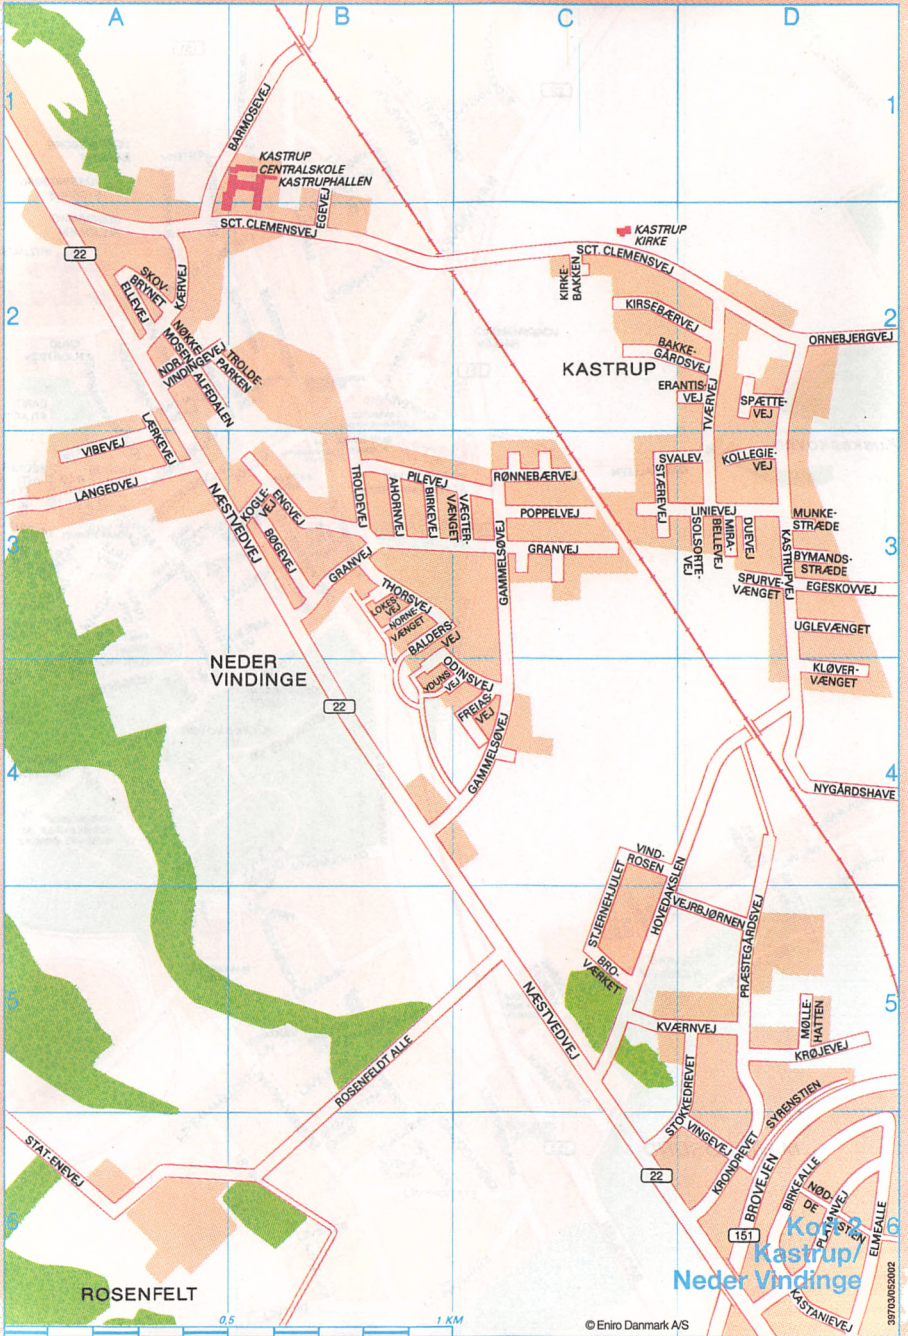 A
B
C
D
1
1
BARMOSEVEJ
KASTRUP
CENTRALSKOLE
KASTRUPHALLEN
EGEVEJ
SCT. CLEMENSVEJ
KASTRUP
KIRKE
SCT. CLEMENSVEJ
22
KIRKE-
BAKKEN
SKOV-
BRYNET
ELLEVEJ
KÆRVEJ
2
2
KIRSEBÆRVEJ
ORNEBJERGVEJ
NØKKE-
MOSEN
NDR.
VINDINGEVEJ
TROLDE-
PARKEN
ALFEDALEN
BAKKE-
GÅRDSVEJ
KASTRUP
ERANTIS-
VEJ
TVÆRVEJ
SPÆTTE-
VEJ
LÆRKEVEJ
VIBEVEJ
LANGEDVEJ
NÆSTVEDVEJ
KOGLE-
VEJ
ENGVEJ
BØGEVEJ
TROLDEVEJ
PILEVEJ
AHORNVEJ
BIRKEVEJ
VÆGTER-
VÆNGET
GAMMELSØVEJ
RØNNEBÆRVEJ
POPPELVEJ
GRANVEJ
SVALEV.
STÆREVEJ
KOLLEGIE-
VEJ
LINIEVEJ
SOLSORTE-
VEJ
MIRA-
BELLEVEJ
DUEVEJ
MUNKE-
STRÆDE
KASTRUPVEJ
BYMANDS-
STRÆDE
3
3
SPURVE-
VÆNGET
EGESKOVVEJ
GRANVEJ
THORSVEJ
LOKES-
VEJ
NORNE-
VÆNGET
BALDERS-
VEJ
UGLEVÆNGET
NEDER
VINDINGE
YDUNS
VEJ
ODINSVEJ
FREIAS-
VEJ
KLØVER-
VÆNGET
22
GAMMELSØVEJ
4
4
NYGÅRDSHAVE
VIND-
ROSEN
STJERNEHJULET
HOVEDAKSLEN
VEJRBJØRNEN
PRÆSTEGÅRDSVEJ
BRO-
VÆRKET
5
5
NÆSTVEDVEJ
KVÆRNVEJ
MØLLE-
HATTEN
KRØJEVEJ
ROSENFELDT ALLE
STOKKEDREVET
SYRENSTIEN
STAT-ENEVEJ
VINGEVEJ
KRONDREVET
22
BROVEJEN
BIRKEALLE
NØD-
DE
STIEN
PLATANVEJ
ELMEALLE
6
6
151
Kort 2
Kastrup/
Neder Vindinge
ROSENFELT
KASTANIEVEJ
0,5
1 KM
© Eniro Danmark A/S
39703/052002